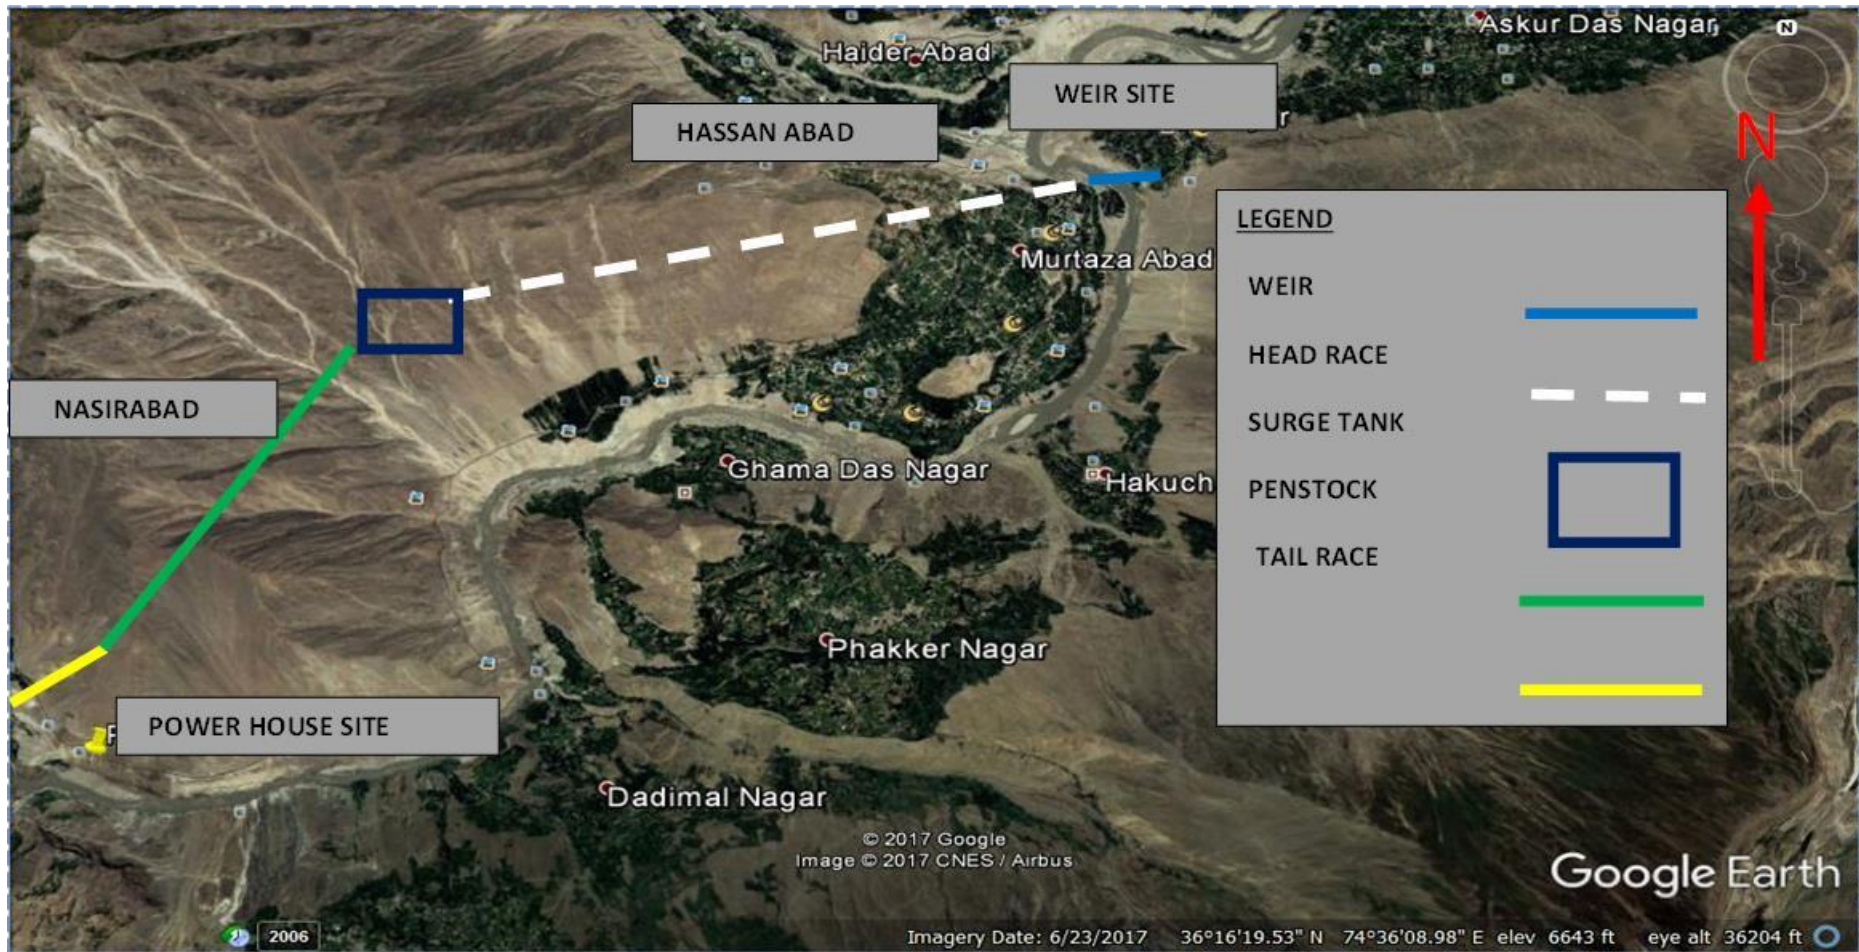 Askur Das Nagar
N
Haider Abad
WEIR SITE
HASSAN ABAD
r
N
LEGEND
WEIR
HEAD RACE
SURGE TANK
PENSTOCK
TAIL RACE
Murtaza Abad
NASIRABAD
Ghama Das Nagar
Hakuch
Phakker Nagar
POWER HOUSE SITE
Dadimal Nagar
© 2017 Google
Image © 2017 CNES / Airbus
Google Earth
2006
Imagery Date: 6/23/2017 36°16'19.53" N 74°36'08.98" E elev 6643 ft eye alt 36204 ft